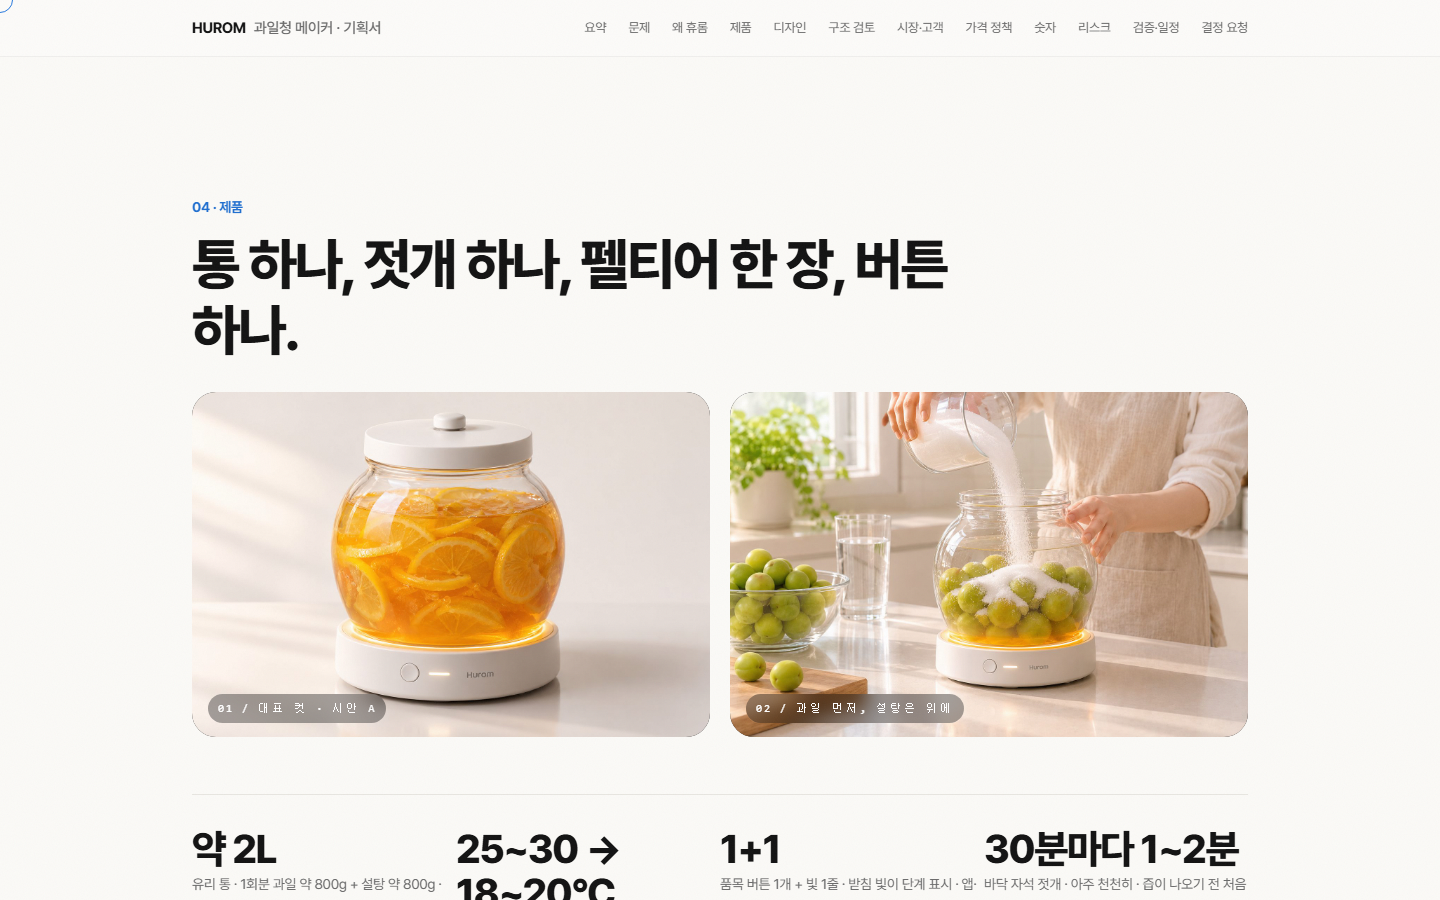 HUROM 과일청 메이커 · 기획서
요약 문제 왜 휴롬 제품 디자인 구조 검토 시장·고객 가격 정책 숫자 리스크 검증·일정 결정 요청
04 · 제품
통 하나, 젓개 하나, 펠티어 한 장, 버튼
하나.
Hurom
01 / 대표 컷 · 시안 A
Hurom
02 / 과일 먼저, 설탕은 위에
약 2L
유리 통 · 1회분 과일 약 800g + 설탕 약 800g ·
25~30 →
18~20°C
1+1
품목 버튼 1개 + 빛 1줄 · 받침 빛이 단계 표시 · 앱·
30분마다 1~2분
바닥 자석 젓개 · 아주 천천히 · 즙이 나오기 전 처음